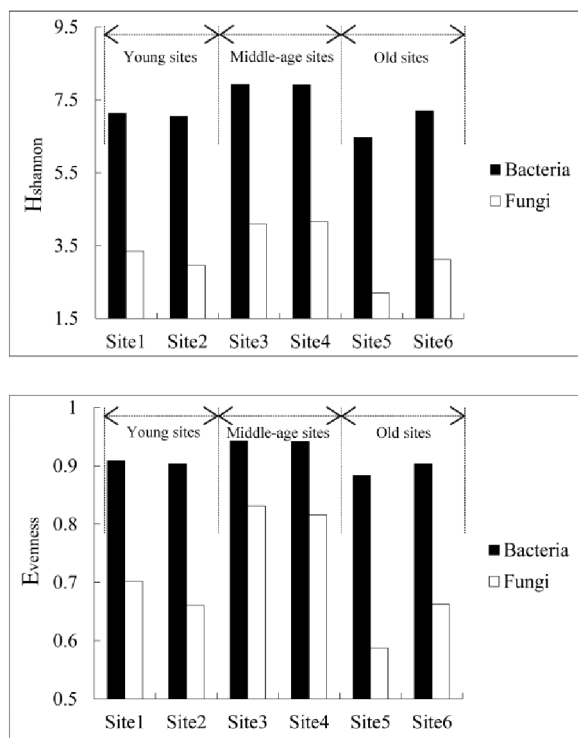 9.5
Young sites Middle-age sites Old sites
7.5
5.5
3.5
1.5
Hshannon
Bacteria
Fungi
Site1 Site2 Site3 Site4 Site5 Site6
1
Young sites Middle-age sites Old sites
0.9
0.8
0.7
0.6
0.5
Evenness
Bacteria
Fungi
Site1 Site2 Site3 Site4 Site5 Site6